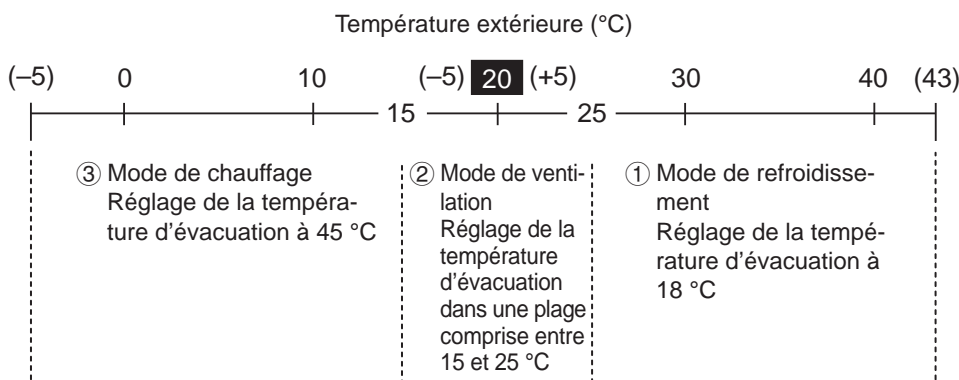 Température extérieure (°C)
(–5) 0 10 (–5) 20 (+5) 30 40 (43)
15 25
③ Mode de chauffage
Réglage de la tempéra-
ture d'évacuation à 45 °C
② Mode de venti-
lation
Réglage de la
température
d'évacuation
dans une plage
comprise entre
15 et 25 °C
① Mode de refroidisse-
ment
Réglage de la tempé-
rature d'évacuation à
18 °C